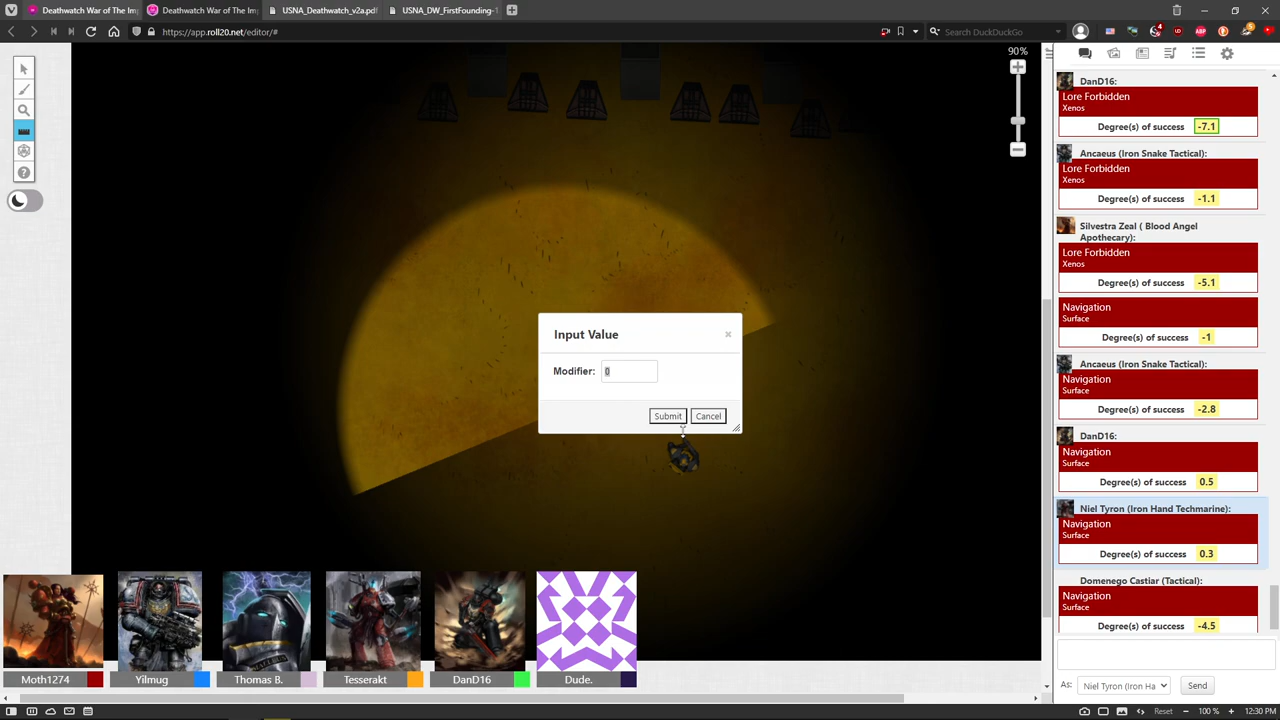 Deathwatch War of The Im
Deathwatch War of The Imp
USNA_Deathwatch_v2a.pdf
USNA_DW_FirstFounding-1
https://app.roll20.net/editor/#
Search DuckDuckGo
90%
DanD16:
Lore Forbidden
Xenos
Degree(s) of success -7.1
Ancaeus (Iron Snake Tactical):
Lore Forbidden
Xenos
Degree(s) of success -1.1
Silvestra Zeal ( Blood Angel
Apothecary):
Lore Forbidden
Xenos
Degree(s) of success -5.1
Navigation
Surface
Degree(s) of success -1
Ancaeus (Iron Snake Tactical):
Navigation
Surface
Degree(s) of success -2.8
DanD16:
Navigation
Surface
Degree(s) of success 0.5
Niel Tyron (Iron Hand Techmarine):
Navigation
Surface
Degree(s) of success 0.3
Domenego Castiar (Tactical):
Navigation
Surface
Degree(s) of success -4.5
As: Niel Tyron (Iron Ha Send
Input Value
Modifier: 0
Submit Cancel
Moth1274
Yilmug
Thomas B.
Tesserakt
DanD16
Dude.
Reset 100 % 12:30 PM